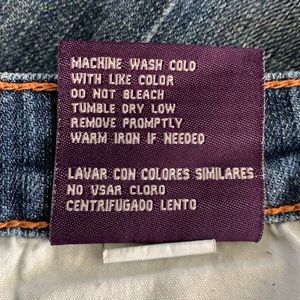 MACHINE WASH COLD
WITH LIKE COLOR
DO NOT BLEACH
TUMBLE DRY LOW
REMOVE PROMPTLY
WARM IRON IF NEEDED
LAVAR CON COLORES SIMILARES
NO USAR CLORO
CENTRIFUGADO LENTO